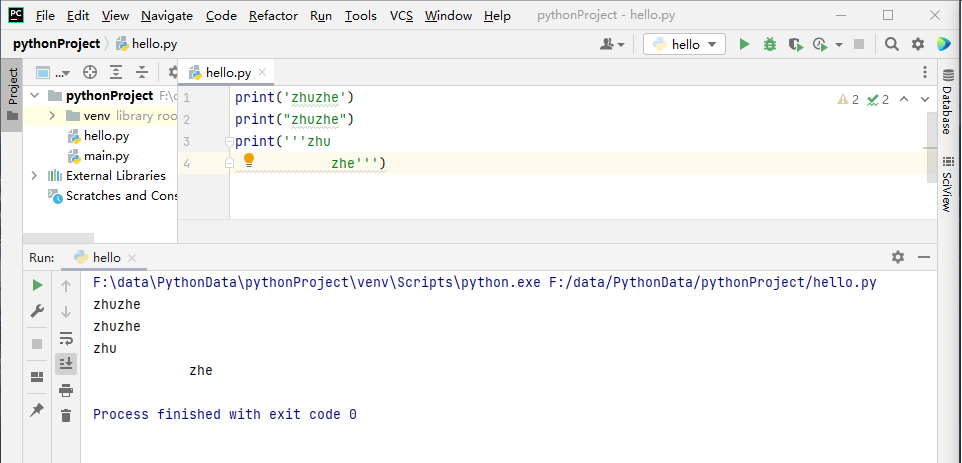 PC File Edit View Navigate Code Refactor Run Tools VCS Window Help pythonProject - hello.py
pythonProject hello.py hello
Project
... hello.py
pythonProject F:\d
venv library roo
hello.py
main.py
External Libraries
Scratches and Cons
1 print('zhuzhe')
2 print("zhuzhe")
3 print('''zhu
4             zhe''')
2 2
Database
SciView
Run: hello
F:\data\PythonData\pythonProject\venv\Scripts\python.exe F:/data/PythonData/pythonProject/hello.py
zhuzhe
zhuzhe
zhu
            zhe
Process finished with exit code 0